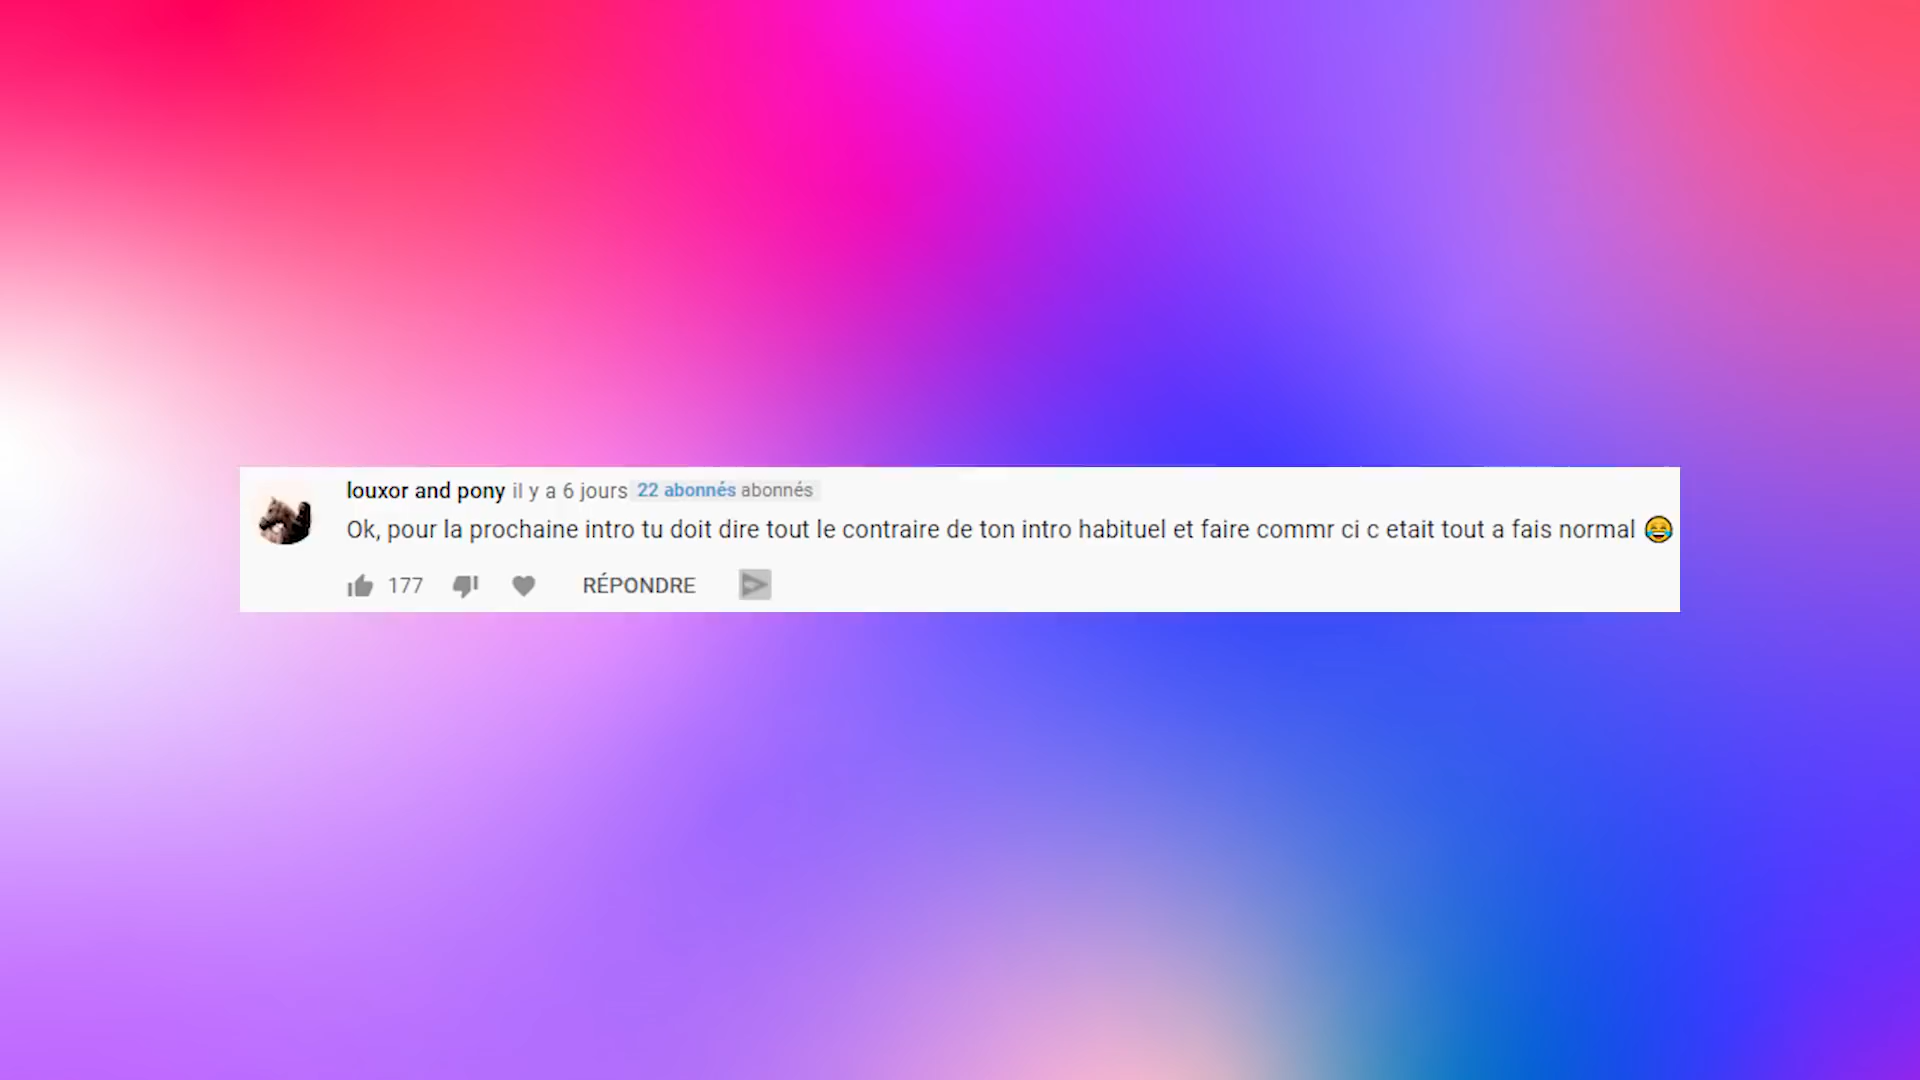 louxor and pony il y a 6 jours 22 abonnés abonnés
Ok, pour la prochaine intro tu doit dire tout le contraire de ton intro habituel et faire commr ci c etait tout a fais normal 😂
177 RÉPONDRE